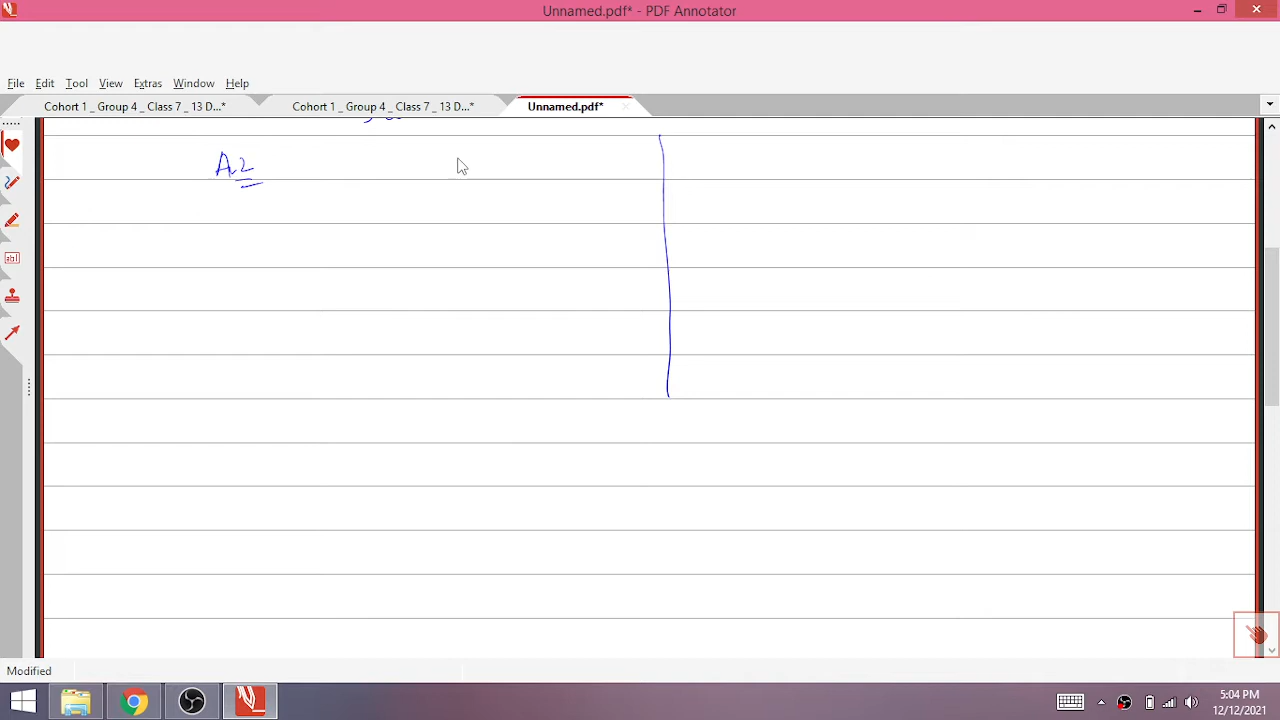 Unnamed.pdf* - PDF Annotator
File Edit Tool View Extras Window Help
Cohort 1 _ Group 4 _ Class 7 _ 13 D...* Cohort 1 _ Group 4 _ Class 7 _ 13 D...* Unnamed.pdf*
A.2
Modified
5:04 PM
12/12/2021